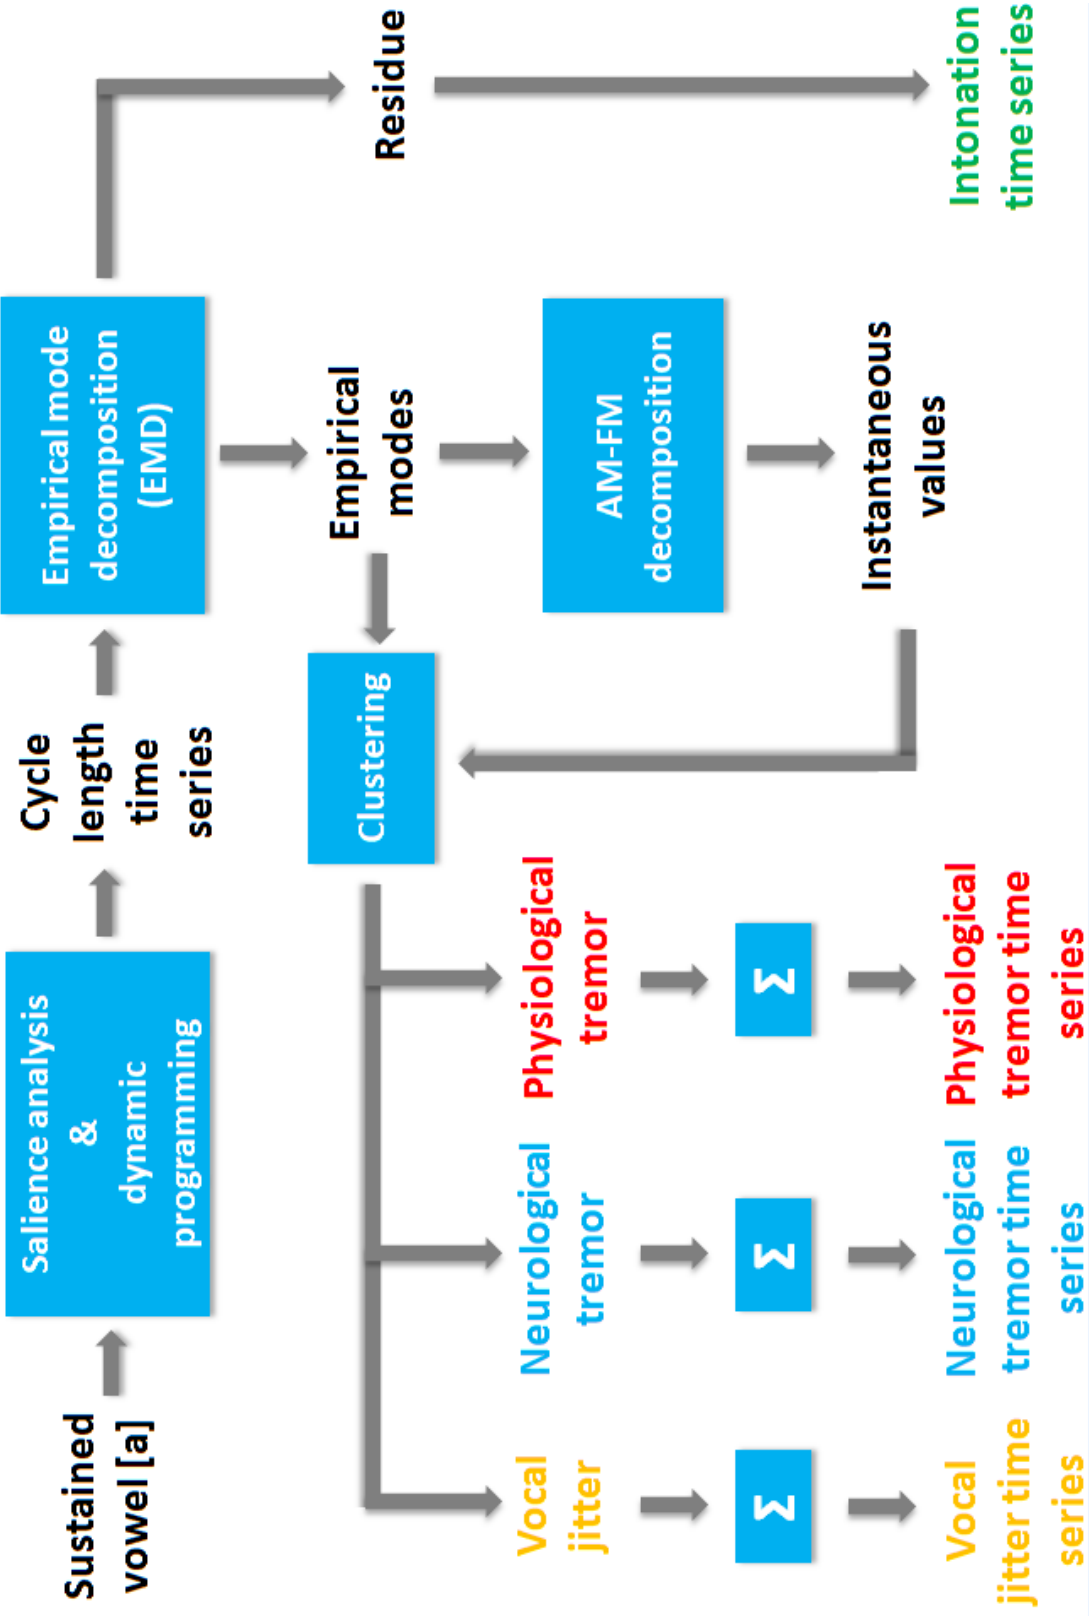 Sustained
vowel [a]
Salience analysis
&
dynamic
programming
Cycle
length
time
series
Empirical mode
decomposition
(EMD)
Residue
Empirical
modes
Clustering
AM-FM
decomposition
Instantaneous
values
Vocal
jitter
Neurological
tremor
Physiological
tremor
Σ
Σ
Σ
Vocal
jitter time
series
Neurological
tremor time
series
Physiological
tremor time
series
Intonation
time series